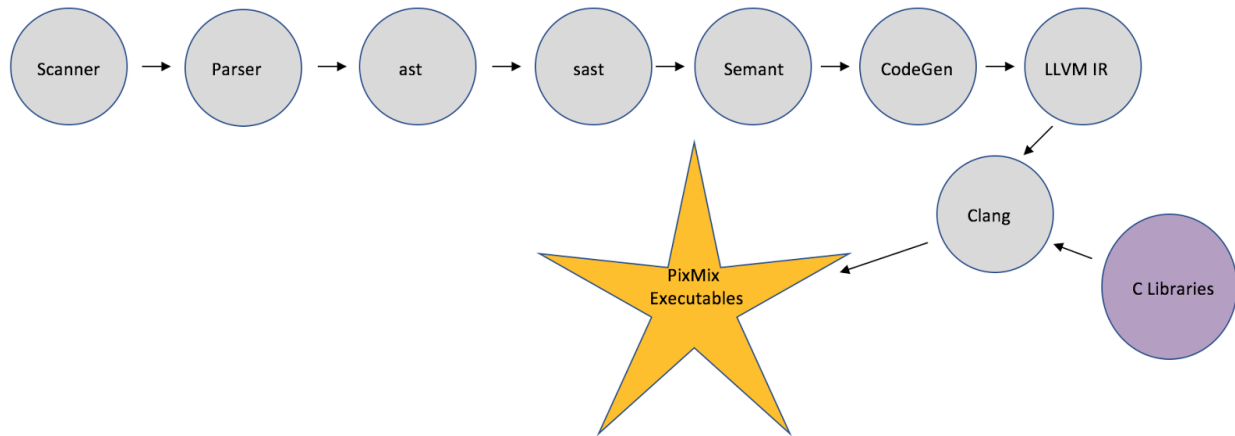 Scanner
Parser
ast
sast
Semant
CodeGen
LLVM IR
Clang
C Libraries
PixMix
Executables